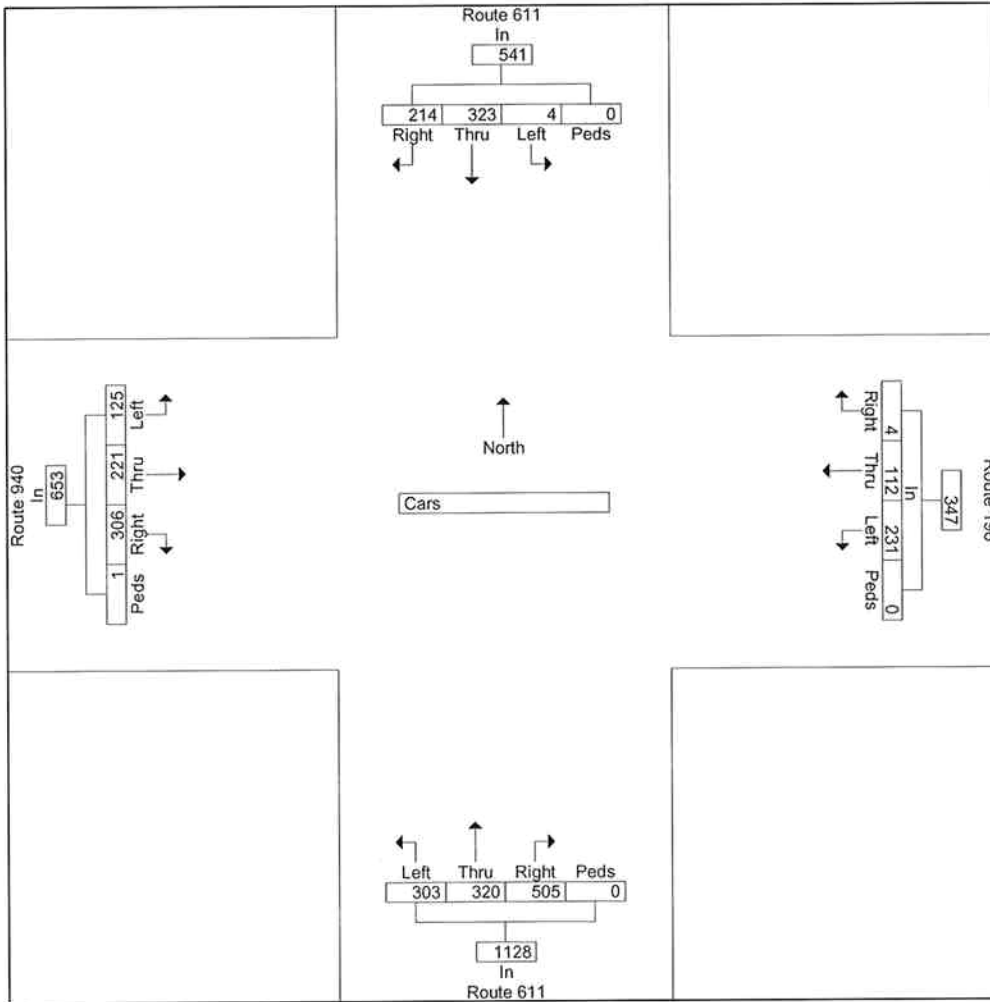 Route 611
In
541
214 323 4 0
Right Thru Left Peds
Route 940
In
653
125 221 306 1
Left Thru Right Peds
North
Cars
Right Thru Left Peds
4 112 231 0
In
347
Left Thru Right Peds
303 320 505 0
1128
In
Route 611